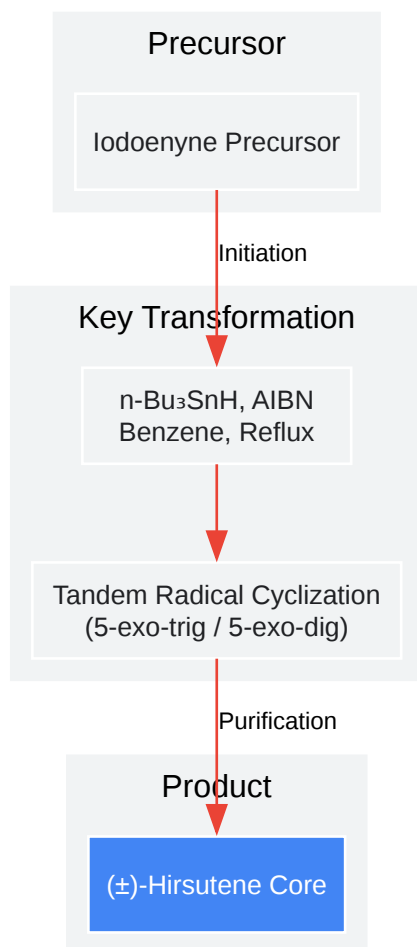 Precursor
Iodoenyne Precursor
Initiation
Key Transformation
n-Bu₃SnH, AIBN
Benzene, Reflux
Tandem Radical Cyclization
(5-exo-trig / 5-exo-dig)
Purification
Product
(±)-Hirsutene Core